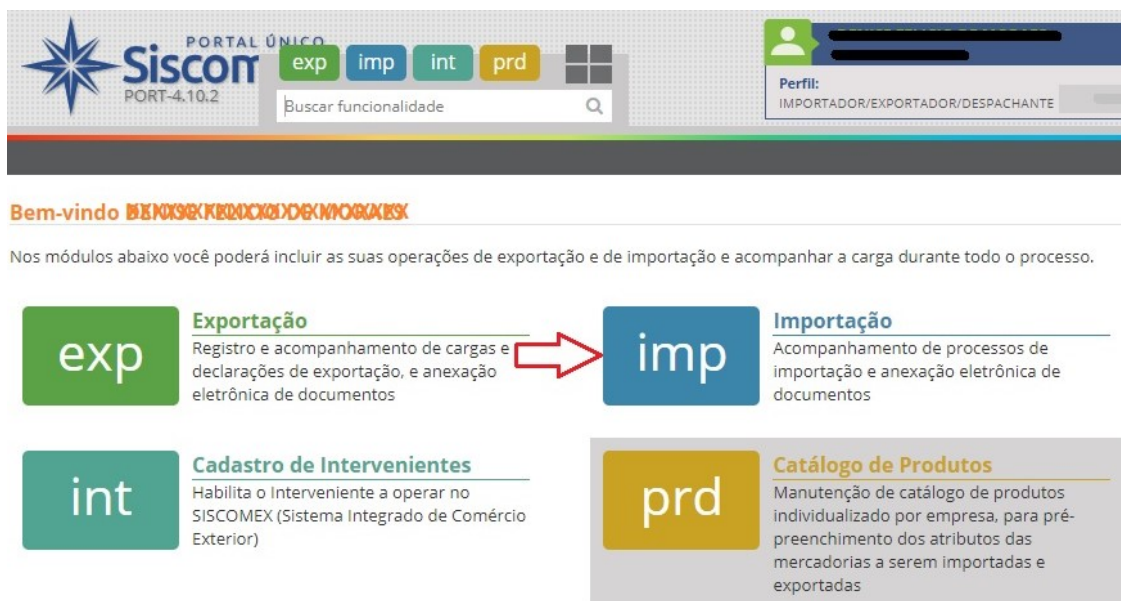 PORTAL ÚNICO
Siscom
PORT-4.10.2
exp imp int prd
Buscar funcionalidade
Perfil:
IMPORTADOR/EXPORTADOR/DESPACHANTE
Bem-vindo
Nos módulos abaixo você poderá incluir as suas operações de exportação e de importação e acompanhar a carga durante todo o processo.
exp
Exportação
Registro e acompanhamento de cargas e
declarações de exportação, e anexação
eletrônica de documentos
imp
Importação
Acompanhamento de processos de
importação e anexação eletrônica de
documentos
int
Cadastro de Intervenientes
Habilita o Interveniente a operar no
SISCOMEX (Sistema Integrado de Comércio
Exterior)
prd
Catálogo de Produtos
Manutenção de catálogo de produtos
individualizado por empresa, para pré-
preenchimento dos atributos das
mercadorias a serem importadas e
exportadas